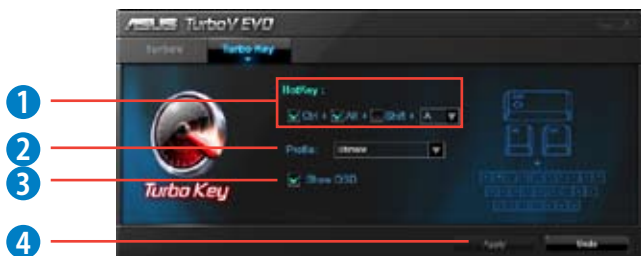 ASUS TurboV EVO
TurboV Turbo Key
HotKey :
1
Ctrl + Alt + Shift + A
2
Profile:
3
Show OSD
Turbo Key
4
Apply Undo